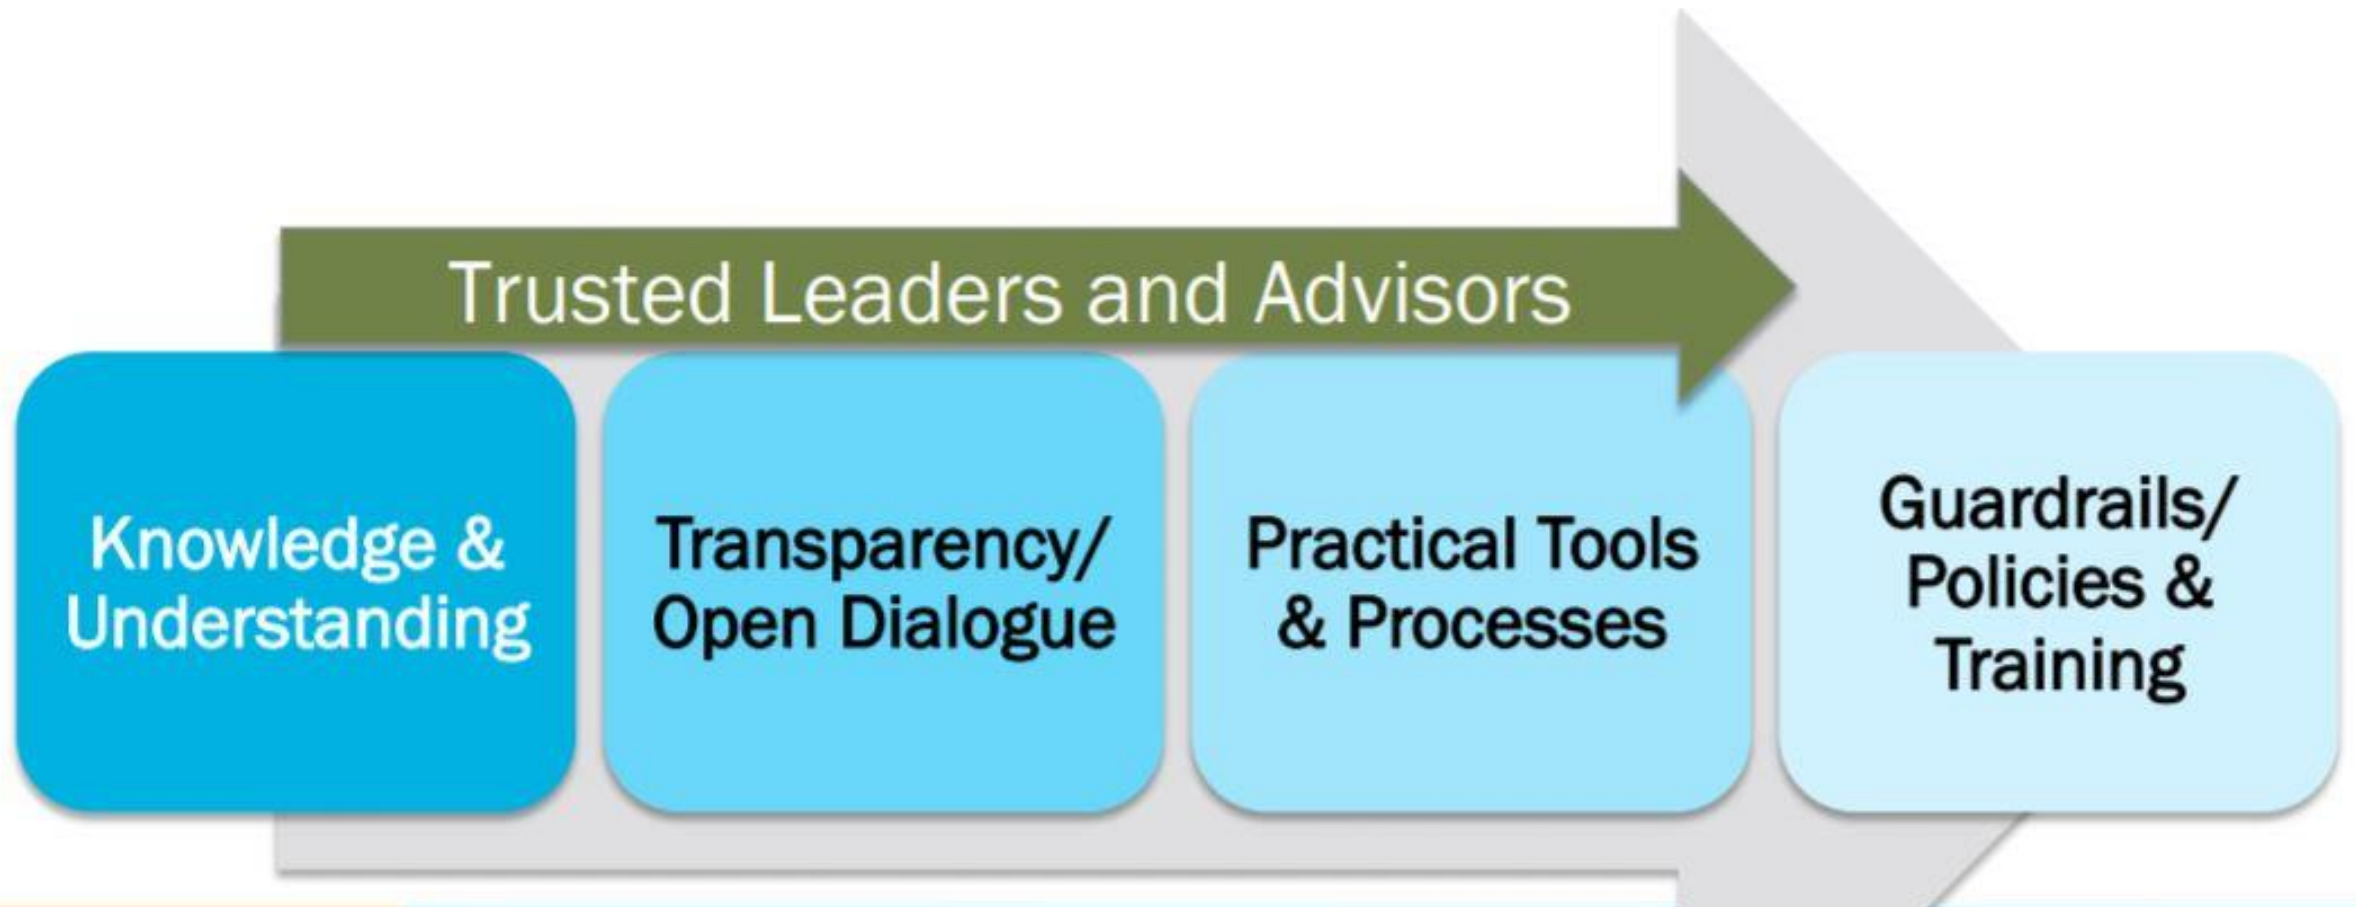 Trusted Leaders and Advisors
Knowledge &
Understanding
Transparency/
Open Dialogue
Practical Tools
& Processes
Guardrails/
Policies &
Training